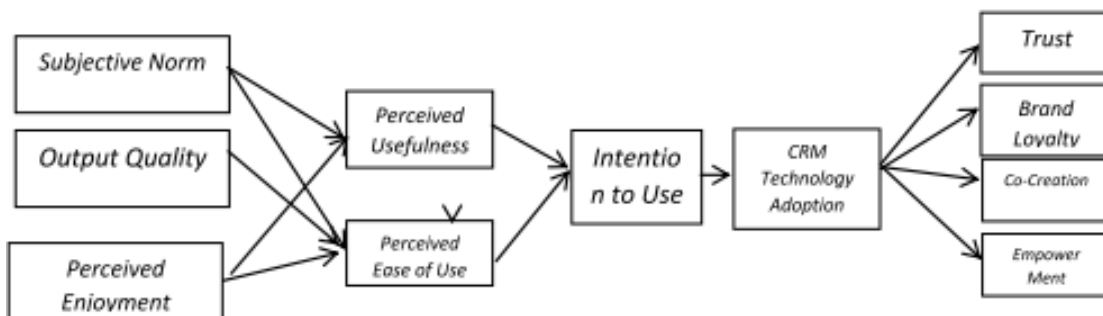 Subjective Norm
Output Quality
Perceived
Enjoyment
Perceived
Usefulness
Perceived
Ease of Use
Intentio
n to Use
CRM
Technology
Adoption
Trust
Brand
Loyalty
Co-Creation
Empower
Ment